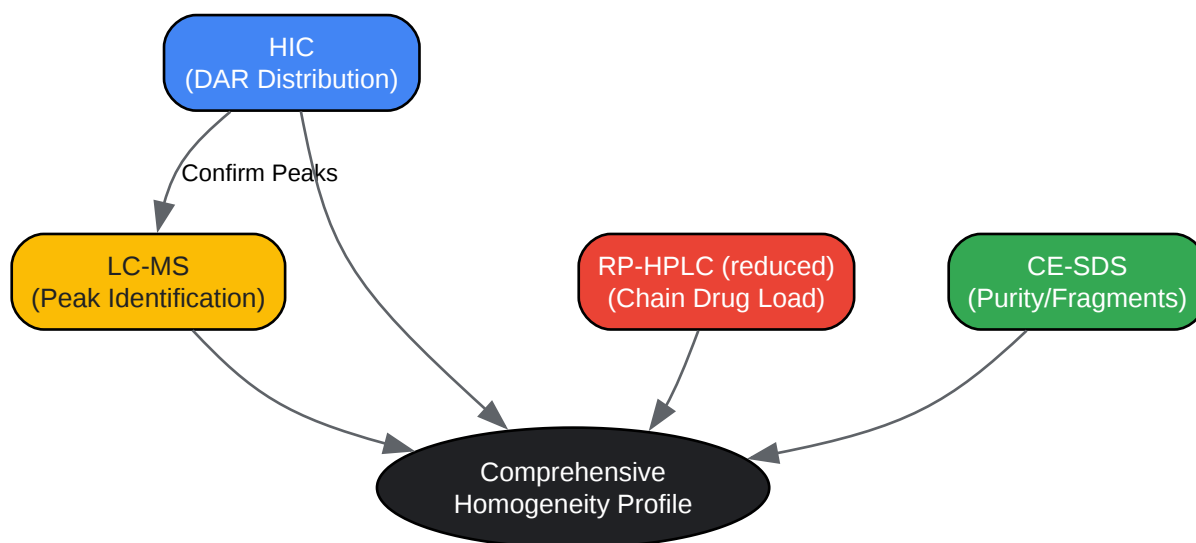 HIC
(DAR Distribution)
Confirm Peaks
LC-MS
(Peak Identification)
RP-HPLC (reduced)
(Chain Drug Load)
CE-SDS
(Purity/Fragments)
Comprehensive
Homogeneity Profile